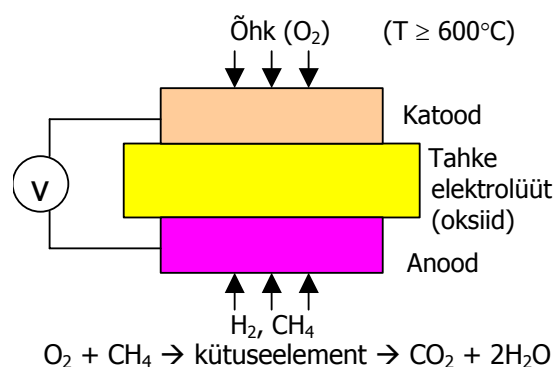 Õhk (O₂) (T ≥ 600°C)
Katood
V
Tahke
elektrolüüt
(oksiid)
Anood
H₂, CH₄
O₂ + CH₄ → kütuseelement → CO₂ + 2H₂O